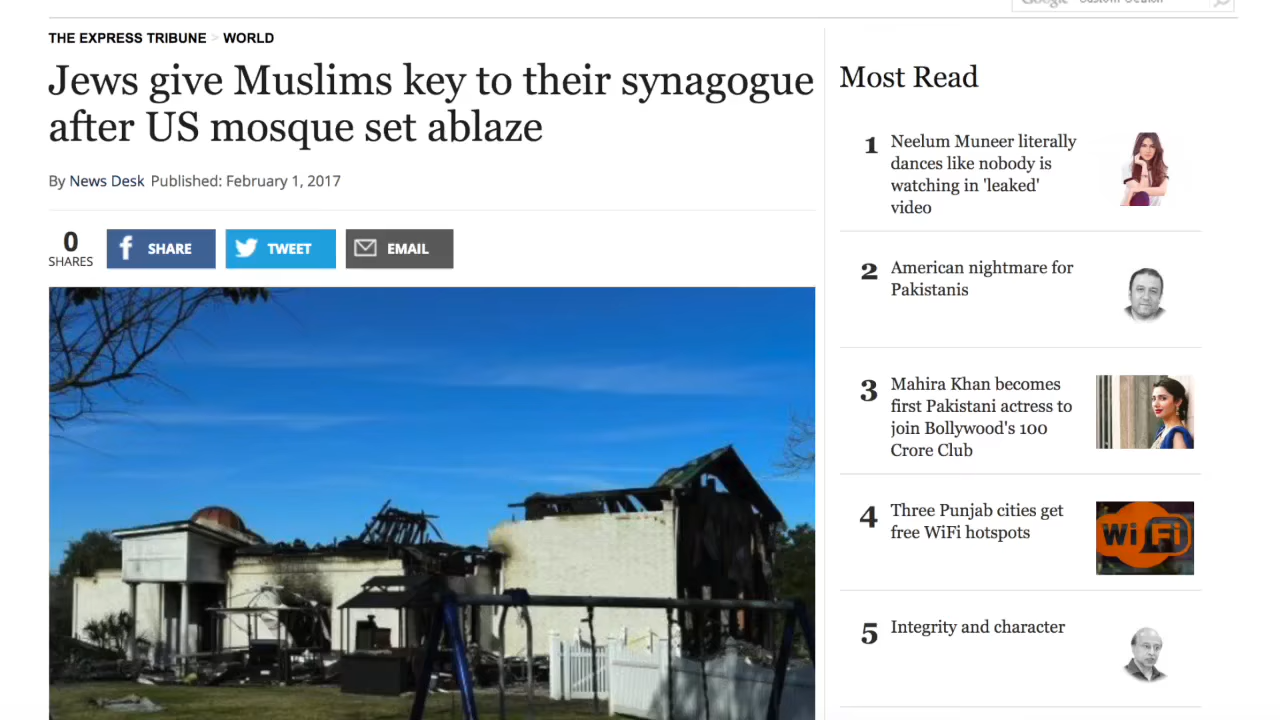 Google Custom Search
THE EXPRESS TRIBUNE > WORLD
Jews give Muslims key to their synagogue
after US mosque set ablaze
By News Desk Published: February 1, 2017
0
SHARES
SHARE
TWEET
EMAIL
Most Read
1 Neelum Muneer literally
dances like nobody is
watching in 'leaked'
video
2 American nightmare for
Pakistanis
3 Mahira Khan becomes
first Pakistani actress to
join Bollywood's 100
Crore Club
4 Three Punjab cities get
free WiFi hotspots
Wi Fi
5 Integrity and character